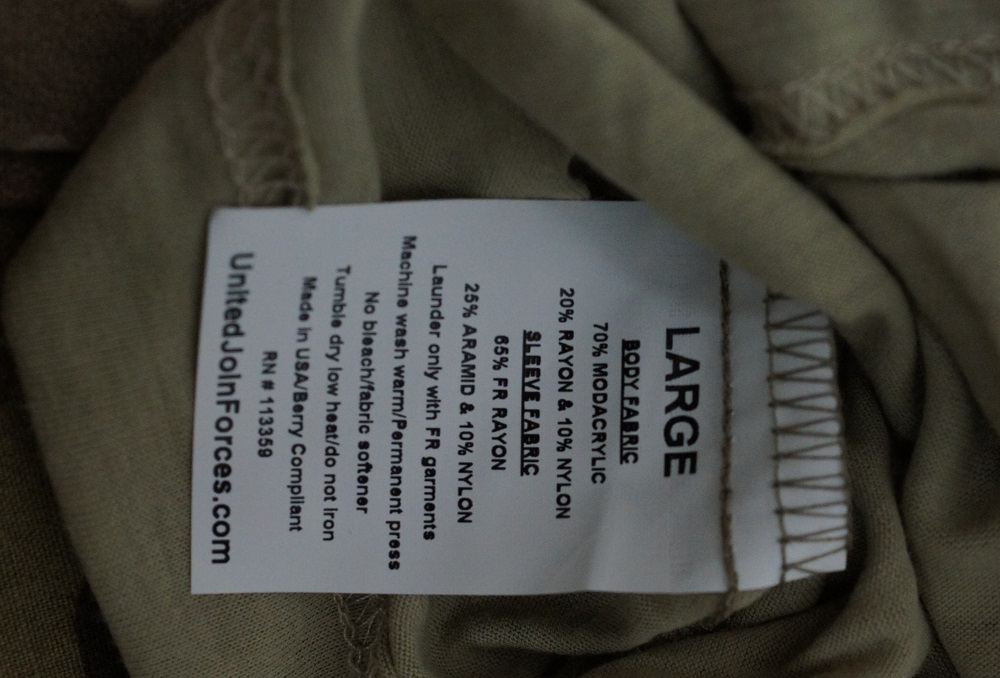 LARGE
BODY FABRIC
70% MODACRYLIC
20% RAYON & 10% NYLON
SLEEVE FABRIC
65% FR RAYON
25% ARAMID & 10% NYLON
Launder only with FR garments
Machine wash warm/Permanent press
No bleach/fabric softener
Tumble dry low heat/do not iron
Made in USA/Berry Compliant
RN # 113359
UnitedJoinForces.com